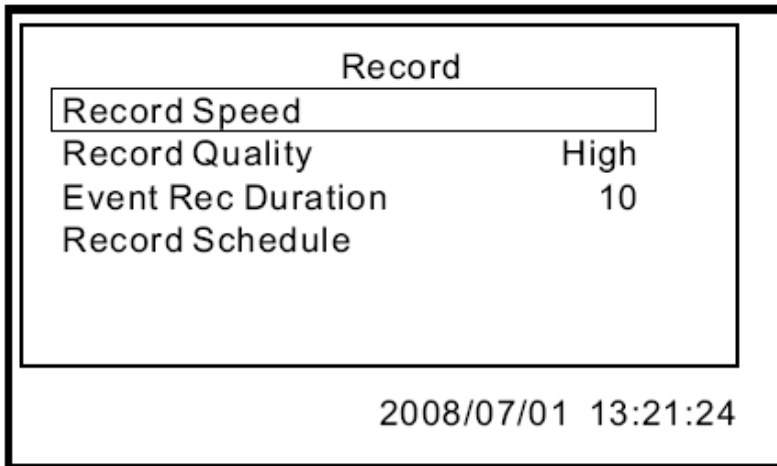 Record
Record Speed
Record Quality High
Event Rec Duration 10
Record Schedule
2008/07/01 13:21:24